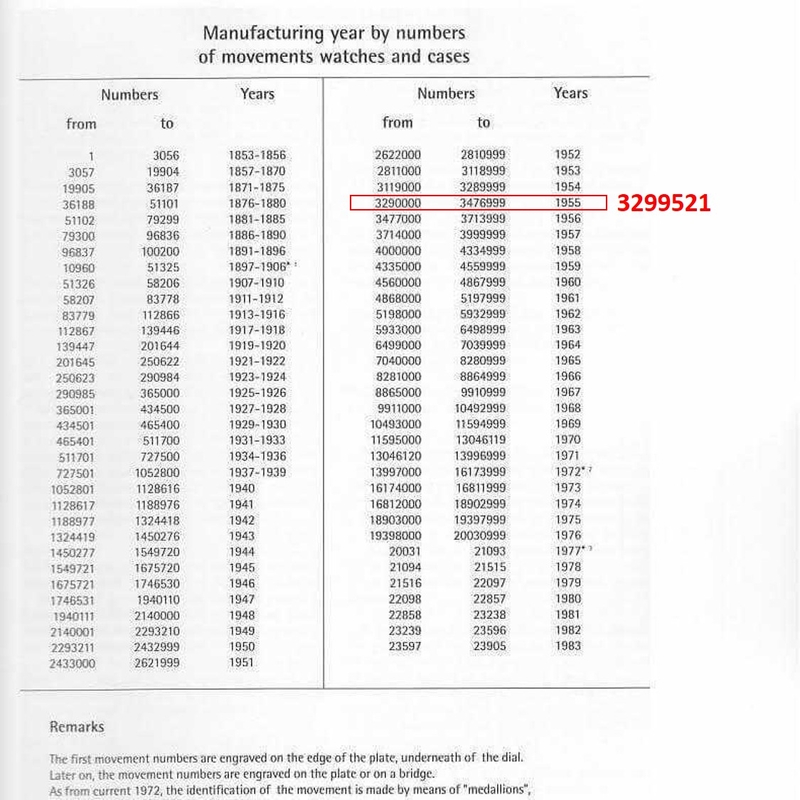 Manufacturing year by numbers
of movements watches and cases
Numbers Years
from to
1 3056 1853-1856
3057 19904 1857-1870
19905 36187 1871-1875
36188 51101 1876-1880
51102 79299 1881-1885
79300 96836 1886-1890
96837 100200 1891-1896
10960 51325 1897-1906*¹
51326 58206 1907-1910
58207 83778 1911-1912
83779 112866 1913-1916
112867 139446 1917-1918
139447 201644 1919-1920
201645 250622 1921-1922
250623 290984 1923-1924
290985 365000 1925-1926
365001 434500 1927-1928
434501 465400 1929-1930
465401 511700 1931-1933
511701 727500 1934-1936
727501 1052800 1937-1939
1052801 1128616 1940
1128617 1188976 1941
1188977 1324418 1942
1324419 1450276 1943
1450277 1549720 1944
1549721 1675720 1945
1675721 1746530 1946
1746531 1940110 1947
1940111 2140000 1948
2140001 2293210 1949
2293211 2432999 1950
2433000 2621999 1951
Numbers Years
from to
2622000 2810999 1952
2811000 3118999 1953
3119000 3289999 1954
3290000 3476999 1955 3299521
3477000 3713999 1956
3714000 3999999 1957
4000000 4334999 1958
4335000 4559999 1959
4560000 4867999 1960
4868000 5197999 1961
5198000 5932999 1962
5933000 6498999 1963
6499000 7039999 1964
7040000 8280999 1965
8281000 8864999 1966
8865000 9910999 1967
9911000 10492999 1968
10493000 11594999 1969
11595000 13046119 1970
13046120 13996999 1971
13997000 16173999 1972*²
16174000 16811999 1973
16812000 18902999 1974
18903000 19397999 1975
19398000 20030999 1976
20031 21093 1977*³
21094 21515 1978
21516 22097 1979
22098 22857 1980
22858 23238 1981
23239 23596 1982
23597 23905 1983
Remarks
The first movement numbers are engraved on the edge of the plate, underneath of the dial.
Later on, the movement numbers are engraved on the plate or on a bridge.
As from current 1972, the identification of the movement is made by means of "medallions",